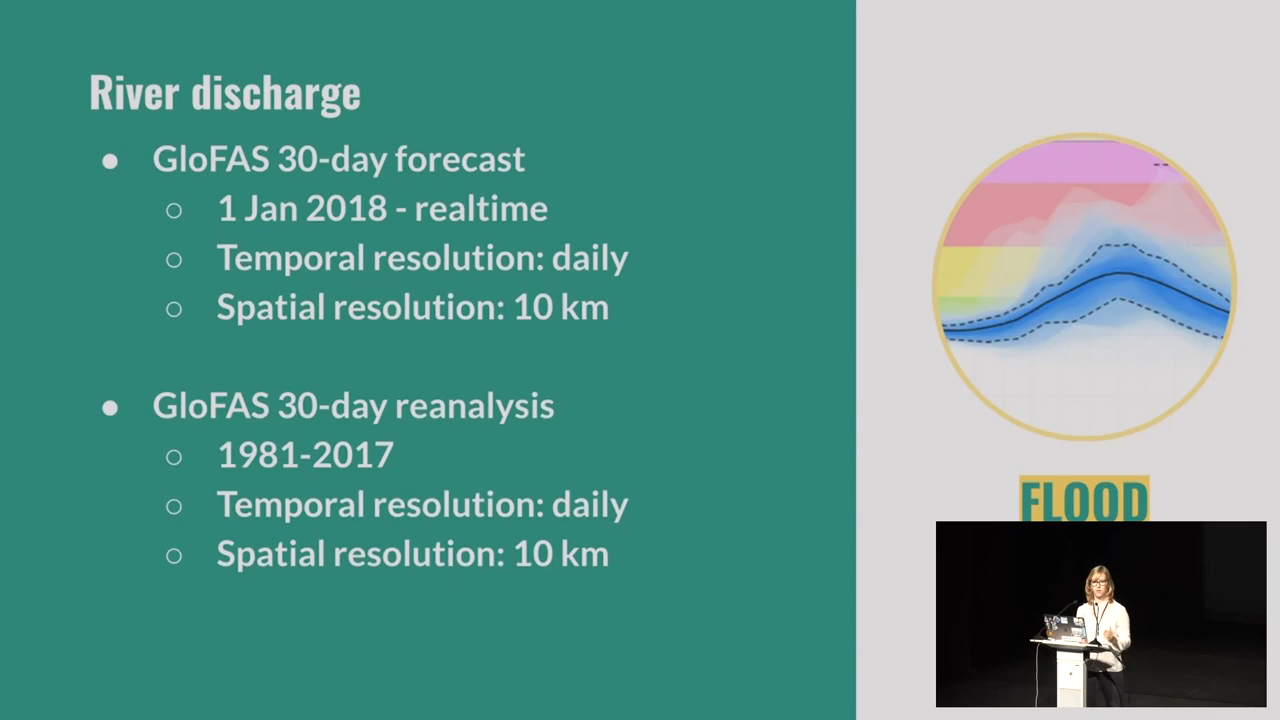 River discharge
● GloFAS 30-day forecast
○ 1 Jan 2018 - realtime
○ Temporal resolution: daily
○ Spatial resolution: 10 km
● GloFAS 30-day reanalysis
○ 1981-2017
○ Temporal resolution: daily
○ Spatial resolution: 10 km
FLOOD